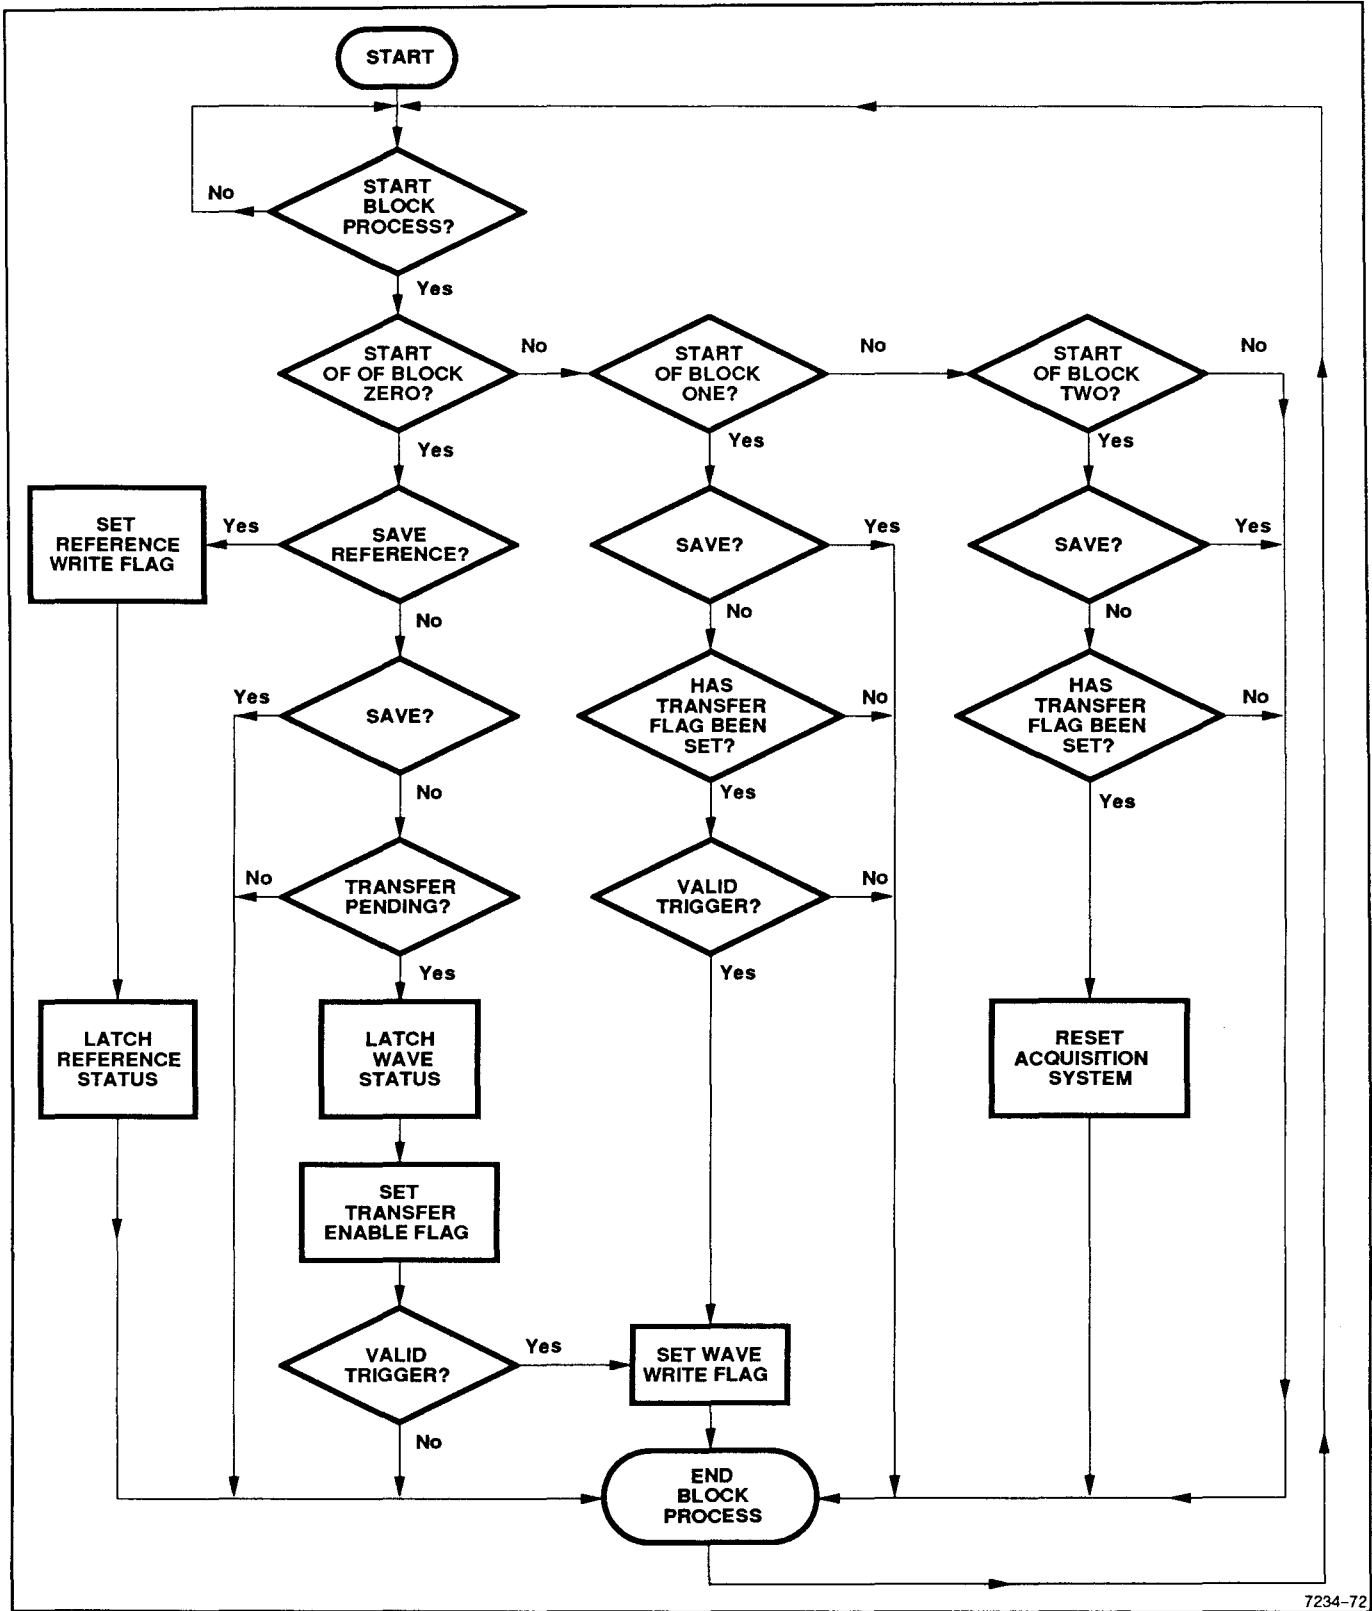 START
No
START
BLOCK
PROCESS?
Yes
START
OF OF BLOCK
ZERO?
No
START
OF BLOCK
ONE?
No
START
OF BLOCK
TWO?
No
Yes
Yes
Yes
SET
REFERENCE
WRITE FLAG
Yes
SAVE
REFERENCE?
SAVE?
Yes
SAVE?
Yes
No
No
No
Yes
SAVE?
HAS
TRANSFER
FLAG BEEN
SET?
No
HAS
TRANSFER
FLAG BEEN
SET?
No
No
Yes
Yes
No
TRANSFER
PENDING?
VALID
TRIGGER?
No
Yes
Yes
LATCH
REFERENCE
STATUS
LATCH
WAVE
STATUS
RESET
ACQUISITION
SYSTEM
SET
TRANSFER
ENABLE FLAG
VALID
TRIGGER?
Yes
SET WAVE
WRITE FLAG
No
END
BLOCK
PROCESS
7234-72